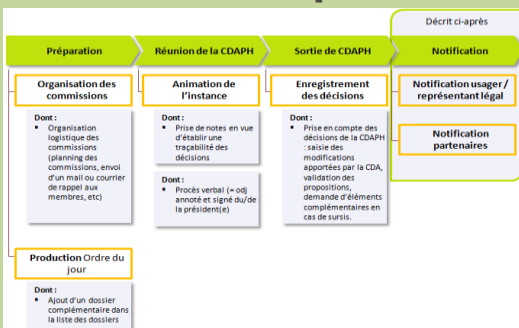 Décrit ci-après
Préparation
Réunion de la CDAPH
Sortie de CDAPH
Notification
Organisation des
commissions
Dont :
▪ Organisation
logistique des
commissions
(planning des
commissions, envoi
d'un mail ou courrier
de rappel aux
membres, etc)
Production Ordre du
jour
Dont :
▪ Ajout d'un dossier
complémentaire dans
la liste des dossiers
Animation de
l'instance
Dont :
▪ Prise de notes en vue
d'établir une
traçabilité des
décisions
Dont :
▪ Procès verbal (= odj
annoté et signé du/de
la président(e)
Enregistrement
des décisions
Dont :
▪ Prise en compte des
décisions de la CDAPH
: saisie des
modifications
apportées par la CDA,
validation des
propositions,
demande d'éléments
complémentaires en
cas de sursis.
Notification usager /
représentant légal
Notification
partenaires